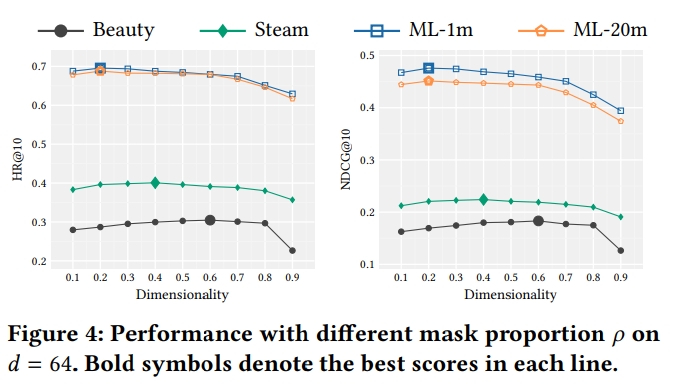 Beauty Steam ML-1m ML-20m
HR@10
0.7
0.6
0.5
0.4
0.3
0.2
0.1 0.2 0.3 0.4 0.5 0.6 0.7 0.8 0.9
Dimensionality
NDCG@10
0.5
0.4
0.3
0.2
0.1
0.1 0.2 0.3 0.4 0.5 0.6 0.7 0.8 0.9
Dimensionality
Figure 4: Performance with different mask proportion ρ on
d = 64. Bold symbols denote the best scores in each line.